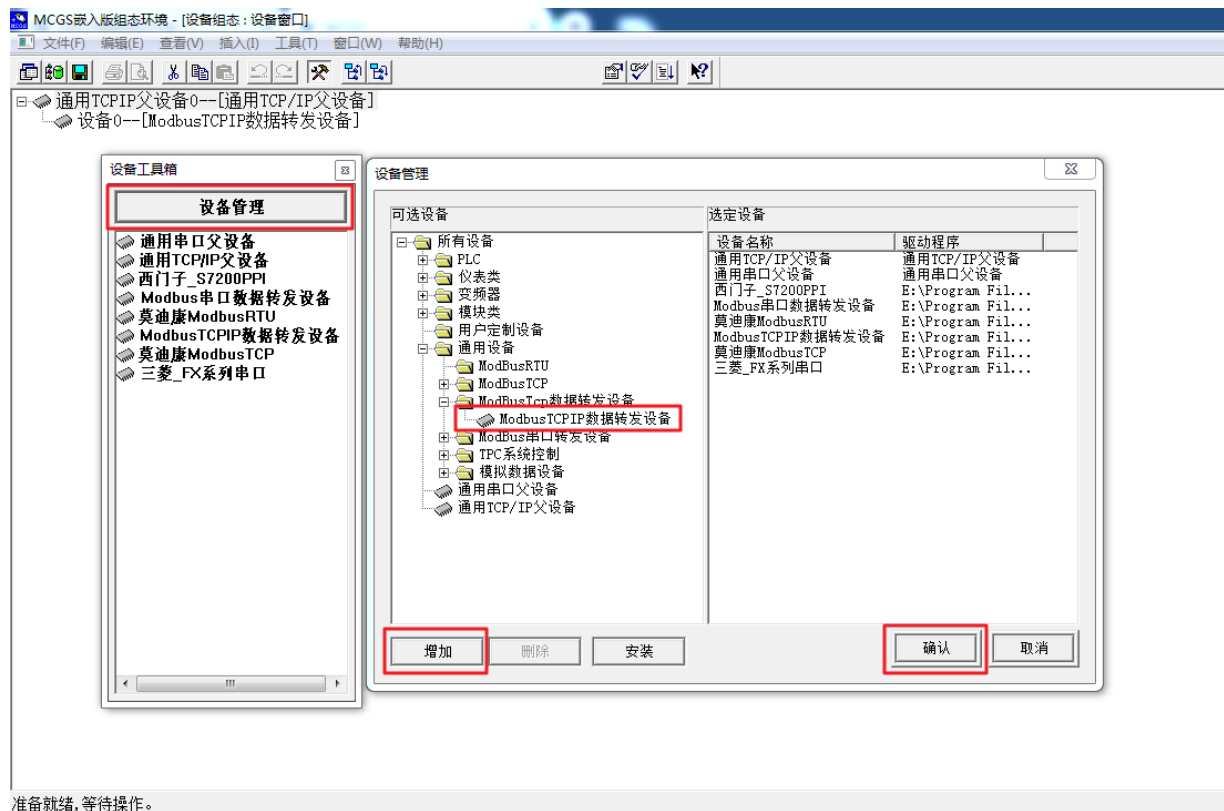 MCGS嵌入版组态环境 - [设备组态 : 设备窗口]
文件(F) 编辑(E) 查看(V) 插入(I) 工具(T) 窗口(W) 帮助(H)
通用TCPIP父设备0--[通用TCP/IP父设备]
设备0--[ModbusTCPIP数据转发设备]
设备工具箱
设备管理
通用串口父设备
通用TCP/IP父设备
西门子_S7200PPI
Modbus串口数据转发设备
莫迪康ModbusRTU
ModbusTCPIP数据转发设备
莫迪康ModbusTCP
三菱_FX系列串口
设备管理
可选设备
所有设备
PLC
仪表类
变频器
模块类
用户定制设备
通用设备
ModBusRTU
ModBusTCP
ModBusTcp数据转发设备
ModbusTCPIP数据转发设备
ModBus串口转发设备
TPC系统控制
模拟数据设备
通用串口父设备
通用TCP/IP父设备
选定设备
设备名称 驱动程序
通用TCP/IP父设备 通用TCP/IP父设备
通用串口父设备 通用串口父设备
西门子_S7200PPI E:\Program Fil...
Modbus串口数据转发设备 E:\Program Fil...
莫迪康ModbusRTU E:\Program Fil...
ModbusTCPIP数据转发设备 E:\Program Fil...
莫迪康ModbusTCP E:\Program Fil...
三菱_FX系列串口 E:\Program Fil...
增加 删除 安装 确认 取消
准备就绪,等待操作。